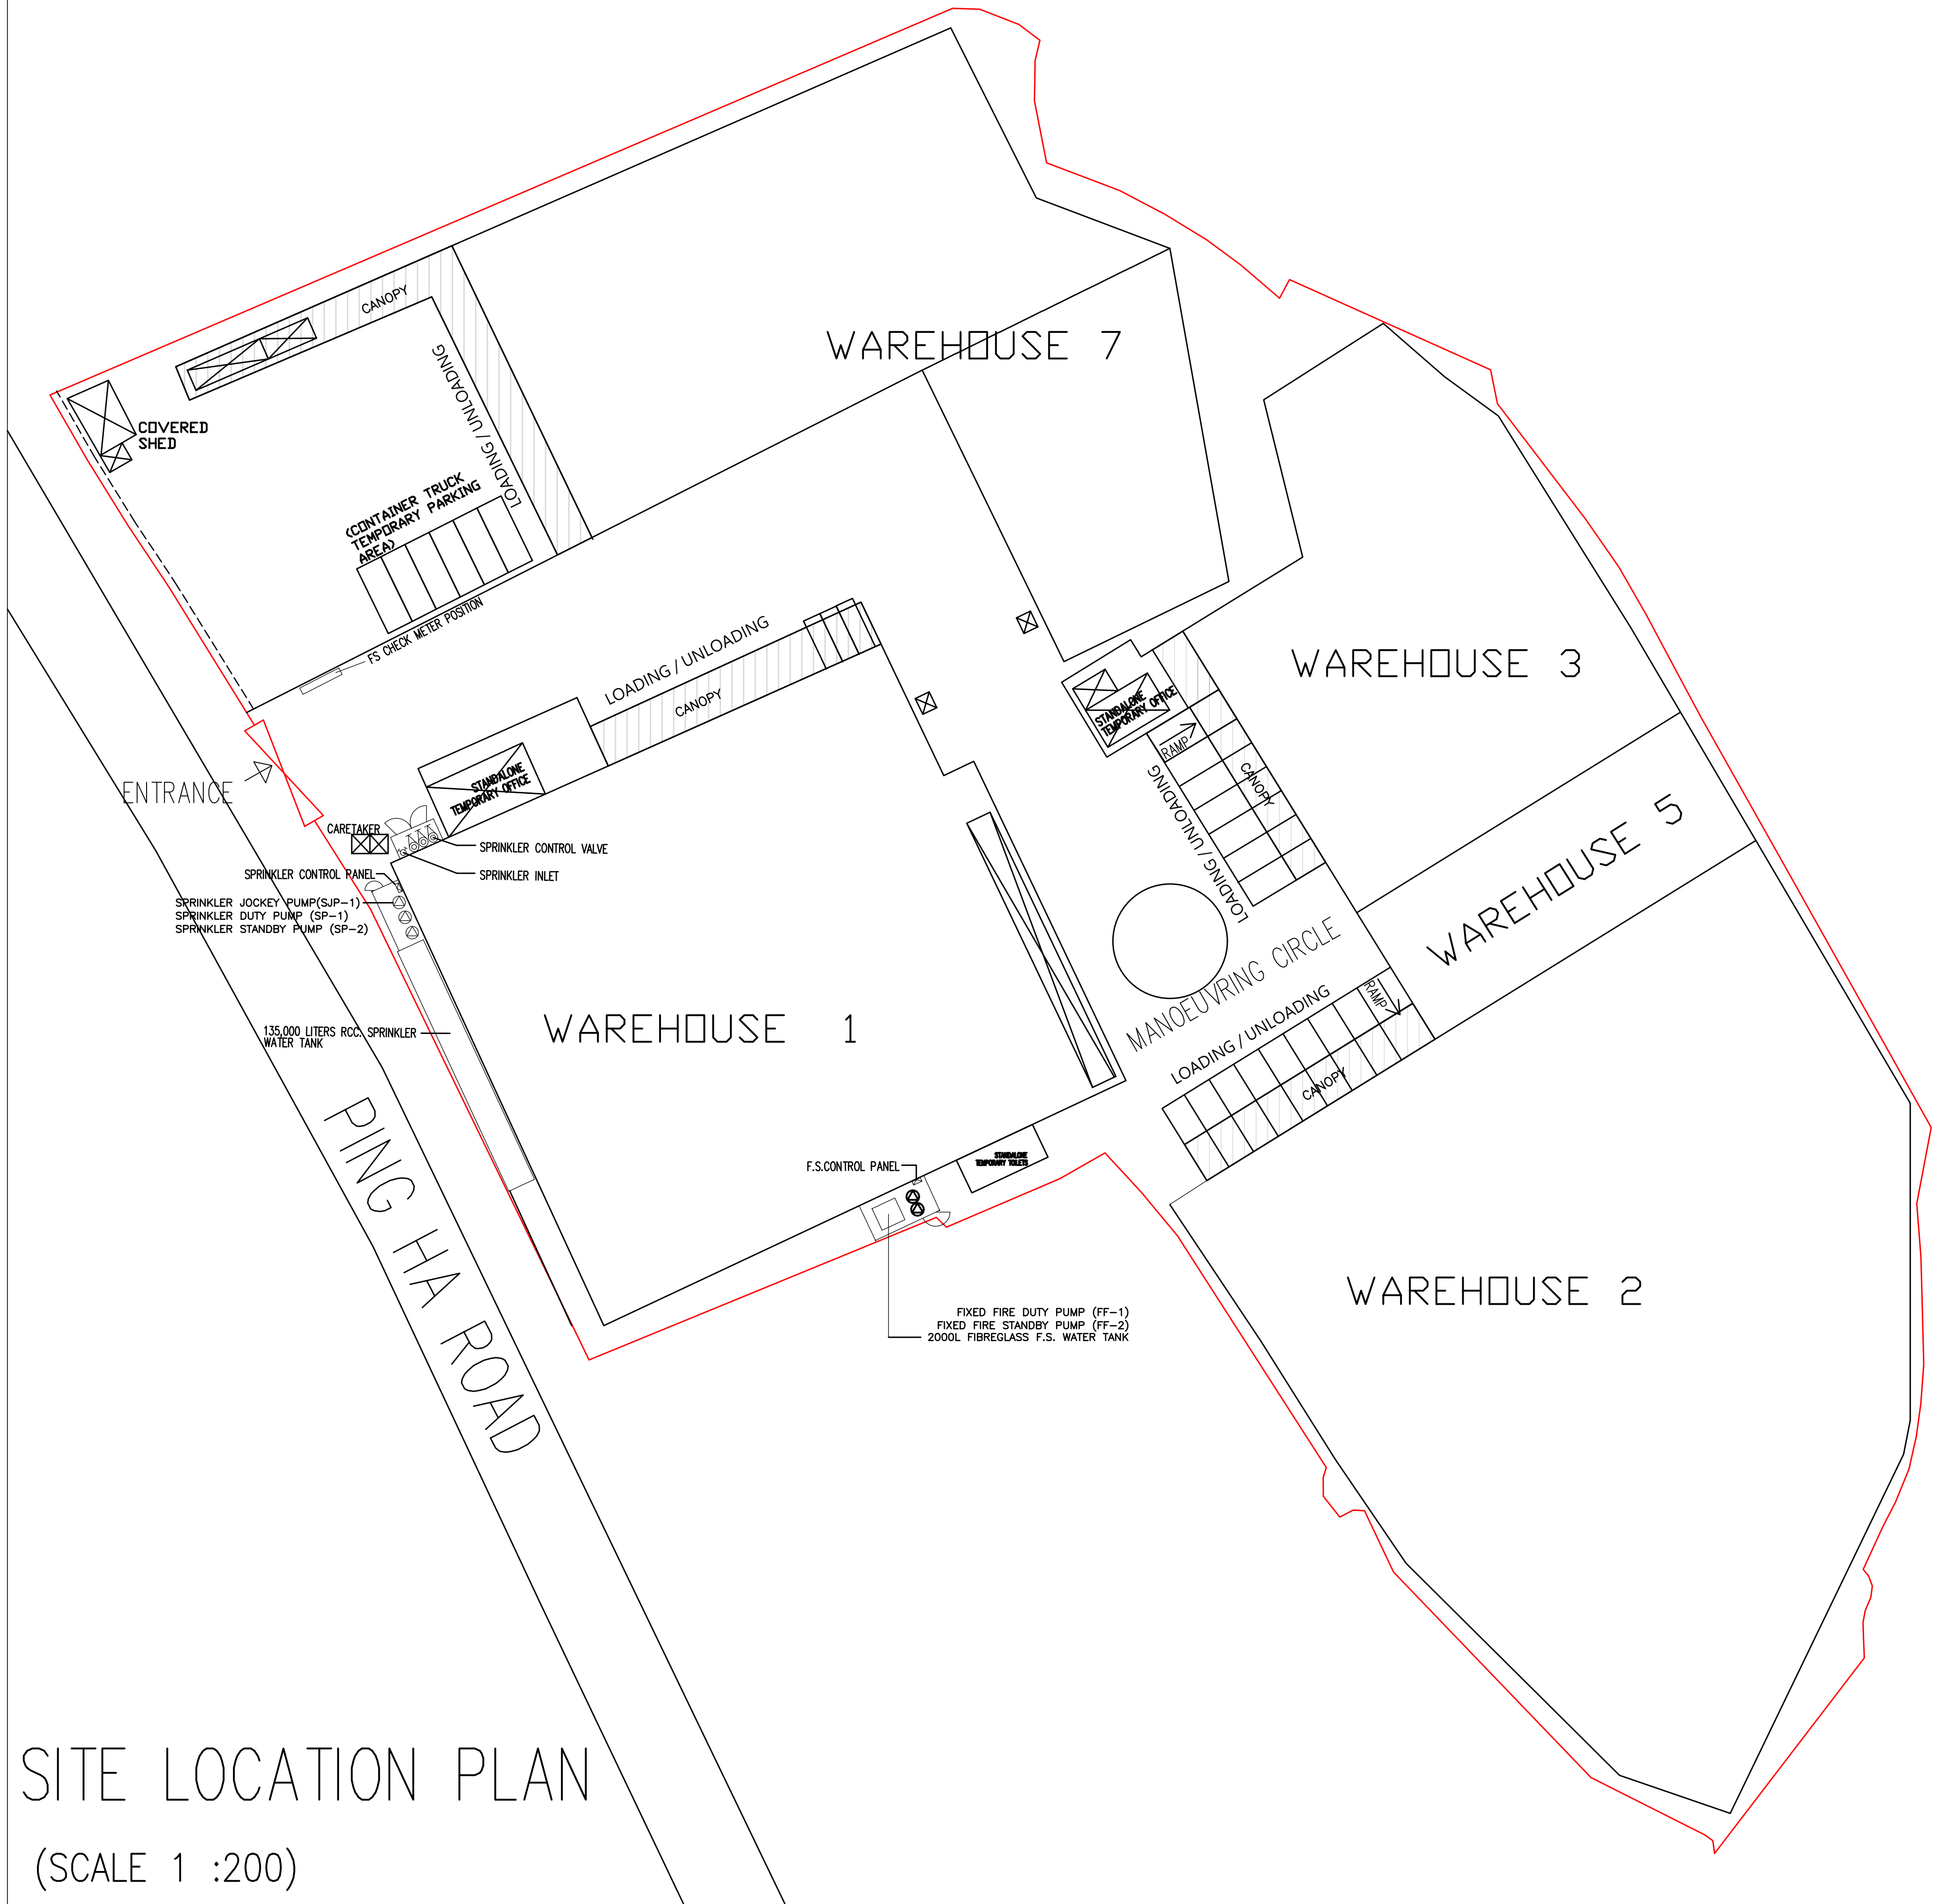 CANOPY
WAREHOUSE 7
LOADING / UNLOADING
COVERED
SHED
(CONTAINER TRUCK
TEMPORARY PARKING
AREA)
FS CHECK METER POSITION
LOADING / UNLOADING
CANOPY
WAREHOUSE 3
STANDALONE
TEMPORARY OFFICE
RAMP
CANOPY
LOADING / UNLOADING
ENTRANCE
STANDALONE
TEMPORARY OFFICE
CARETAKER
SPRINKLER CONTROL VALVE
SPRINKLER INLET
SPRINKLER CONTROL PANEL
SPRINKLER JOCKEY PUMP(SJP-1)
SPRINKLER DUTY PUMP (SP-1)
SPRINKLER STANDBY PUMP (SP-2)
WAREHOUSE 5
MANOEUVRING CIRCLE
135,000 LITERS RCC. SPRINKLER
WATER TANK
WAREHOUSE 1
LOADING / UNLOADING
RAMP
CANOPY
PING HA ROAD
F.S.CONTROL PANEL
STANDALONE
TEMPORARY TOILETS
WAREHOUSE 2
FIXED FIRE DUTY PUMP (FF-1)
FIXED FIRE STANDBY PUMP (FF-2)
2000L FIBREGLASS F.S. WATER TANK
SITE LOCATION PLAN
(SCALE 1 :200)